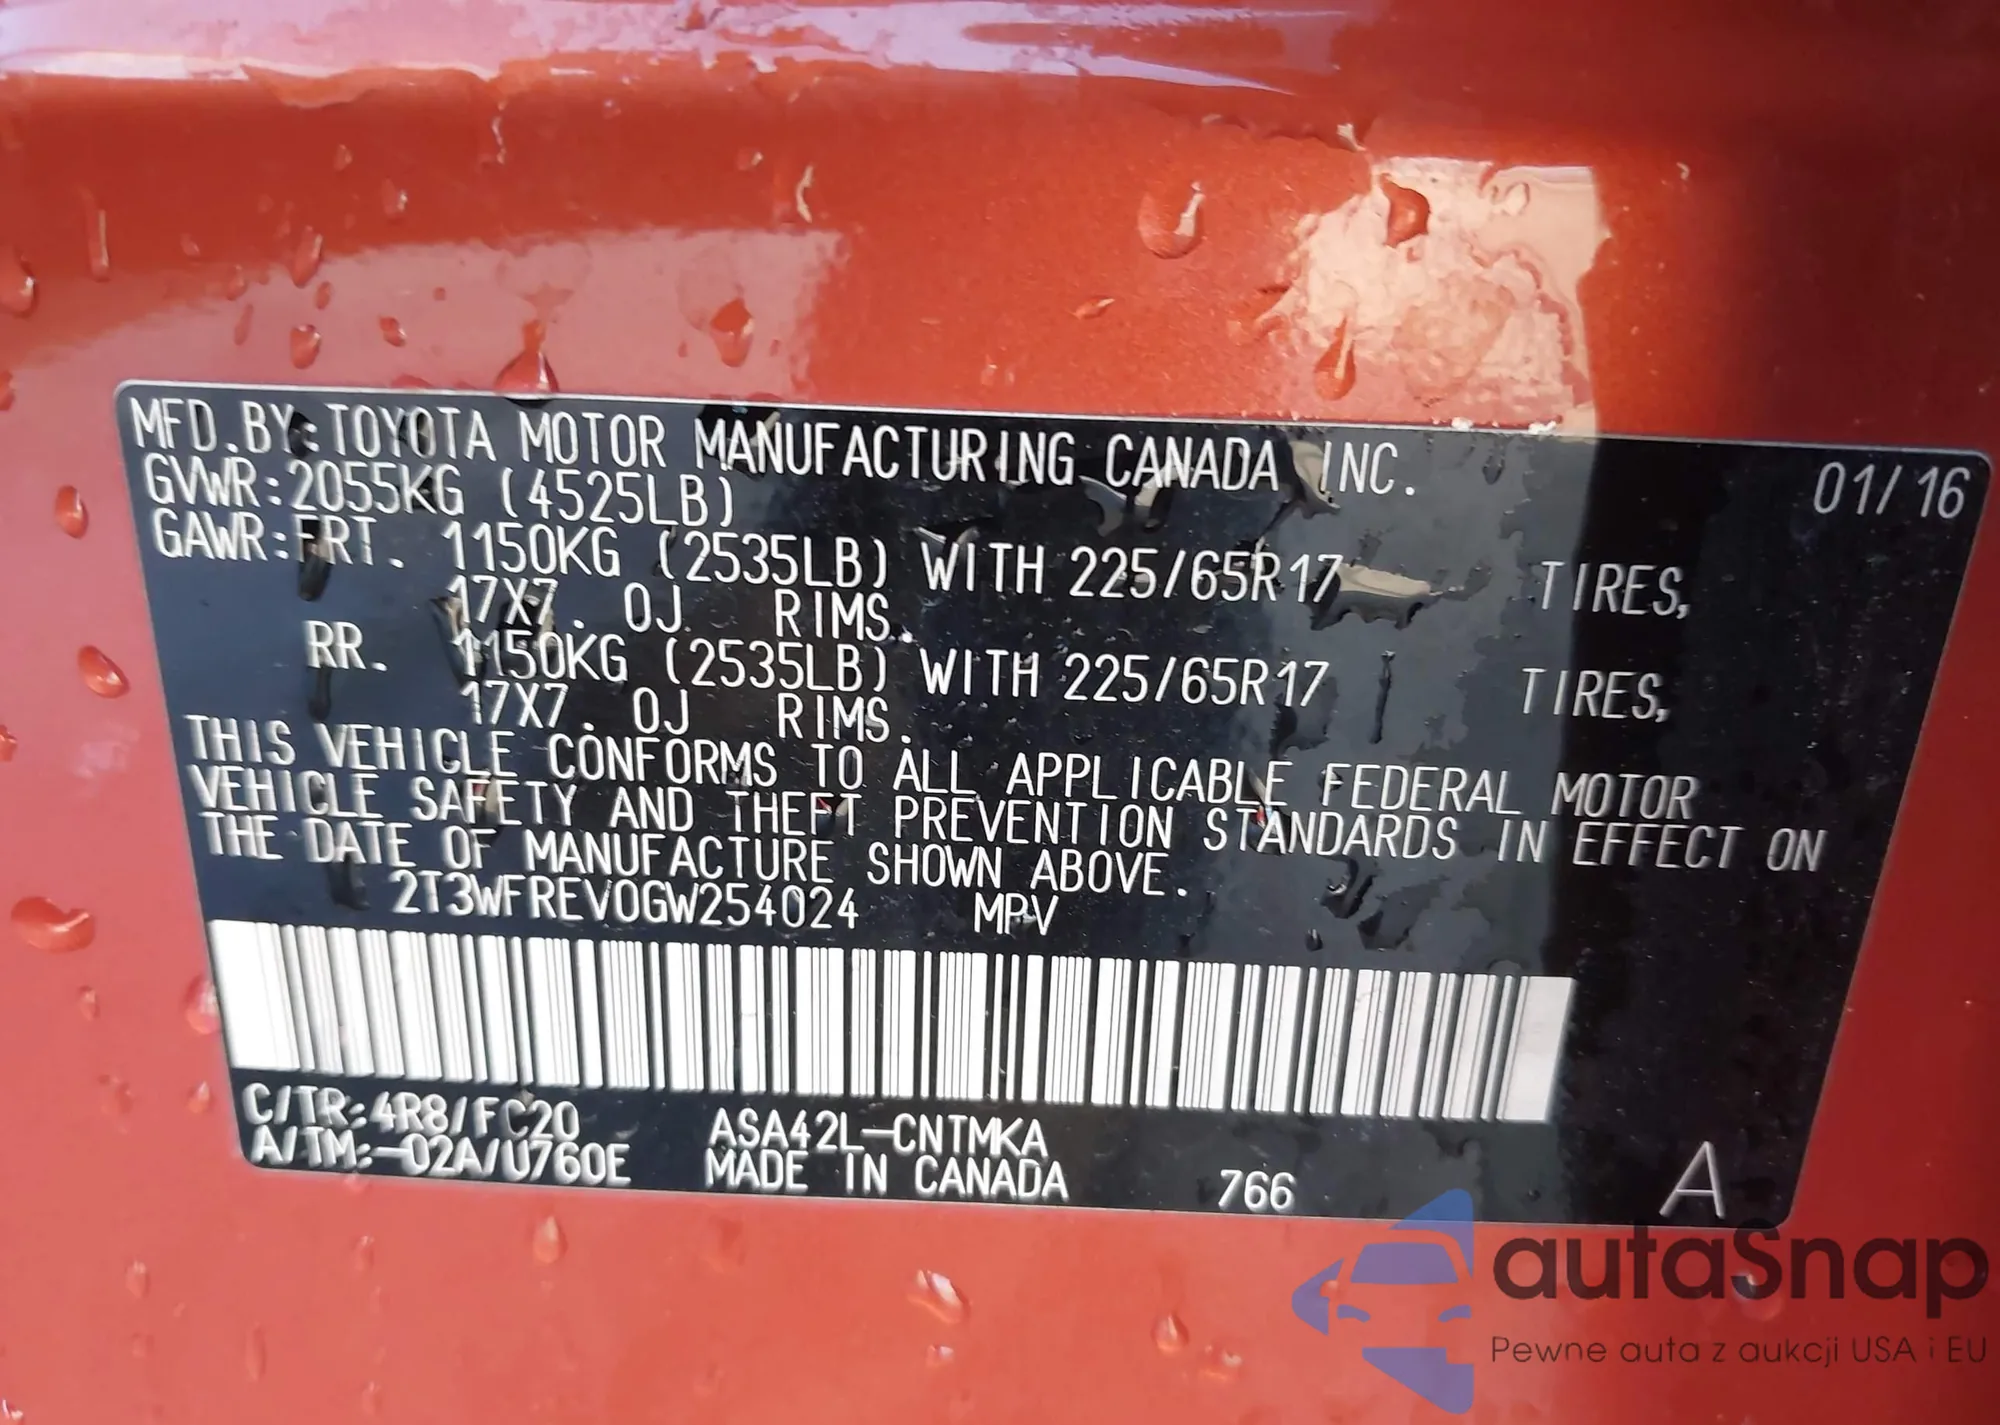 MFD.BY:TOYOTA MOTOR MANUFACTURING CANADA INC. 01/16
GVWR:2055KG (4525LB)
GAWR:FRT. 1150KG (2535LB) WITH 225/65R17 TIRES,
17X7.0J RIMS.
RR. 1150KG (2535LB) WITH 225/65R17 TIRES,
17X7.0J RIMS.
THIS VEHICLE CONFORMS TO ALL APPLICABLE FEDERAL MOTOR
VEHICLE SAFETY AND THEFT PREVENTION STANDARDS IN EFFECT ON
THE DATE OF MANUFACTURE SHOWN ABOVE.
2T3WFREV0GW254024 MPV
C/TR:4R8/FC20 ASA42L-CNTMKA
A/TM:-02A/U760E MADE IN CANADA 766 A
autaSnap
Pewne auta z aukcji USA i EU